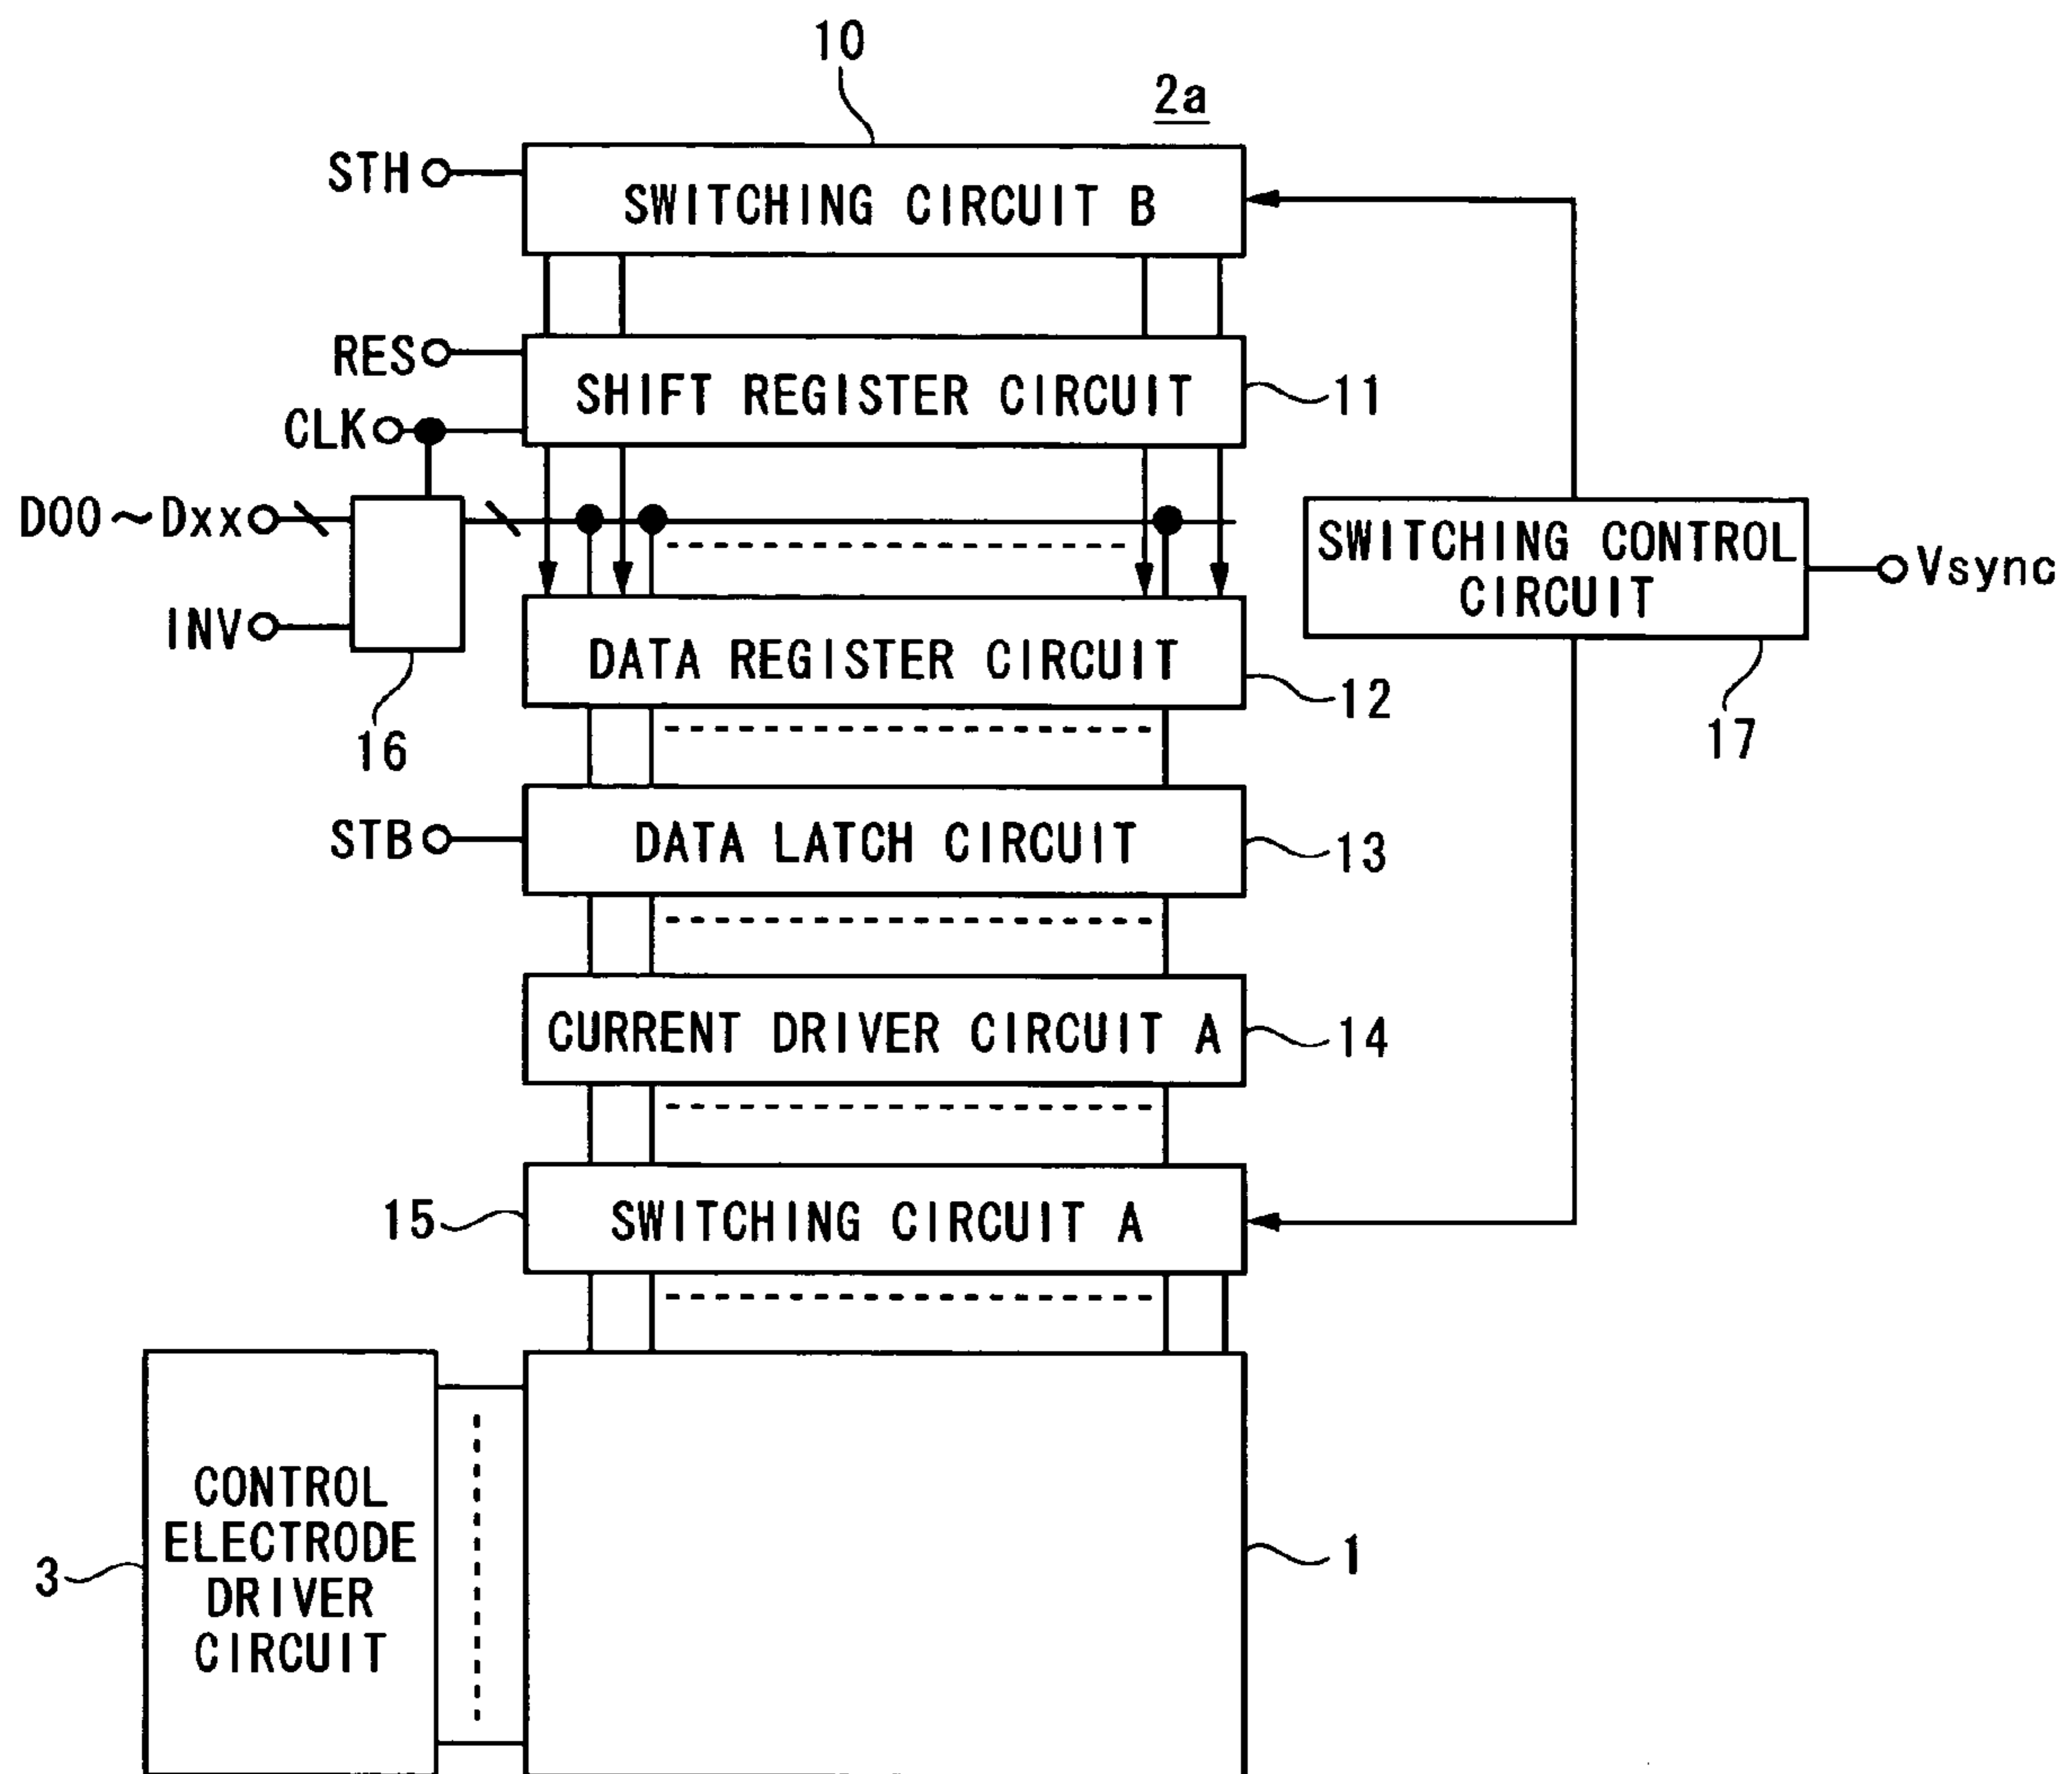 10
2a
STH
SWITCHING CIRCUIT B
RES
SHIFT REGISTER CIRCUIT
11
CLK
D00~Dxx
SWITCHING CONTROL
CIRCUIT
Vsync
INV
DATA REGISTER CIRCUIT
12
16
17
STB
DATA LATCH CIRCUIT
13
CURRENT DRIVER CIRCUIT A
14
15
SWITCHING CIRCUIT A
CONTROL
ELECTRODE
DRIVER
CIRCUIT
3
1